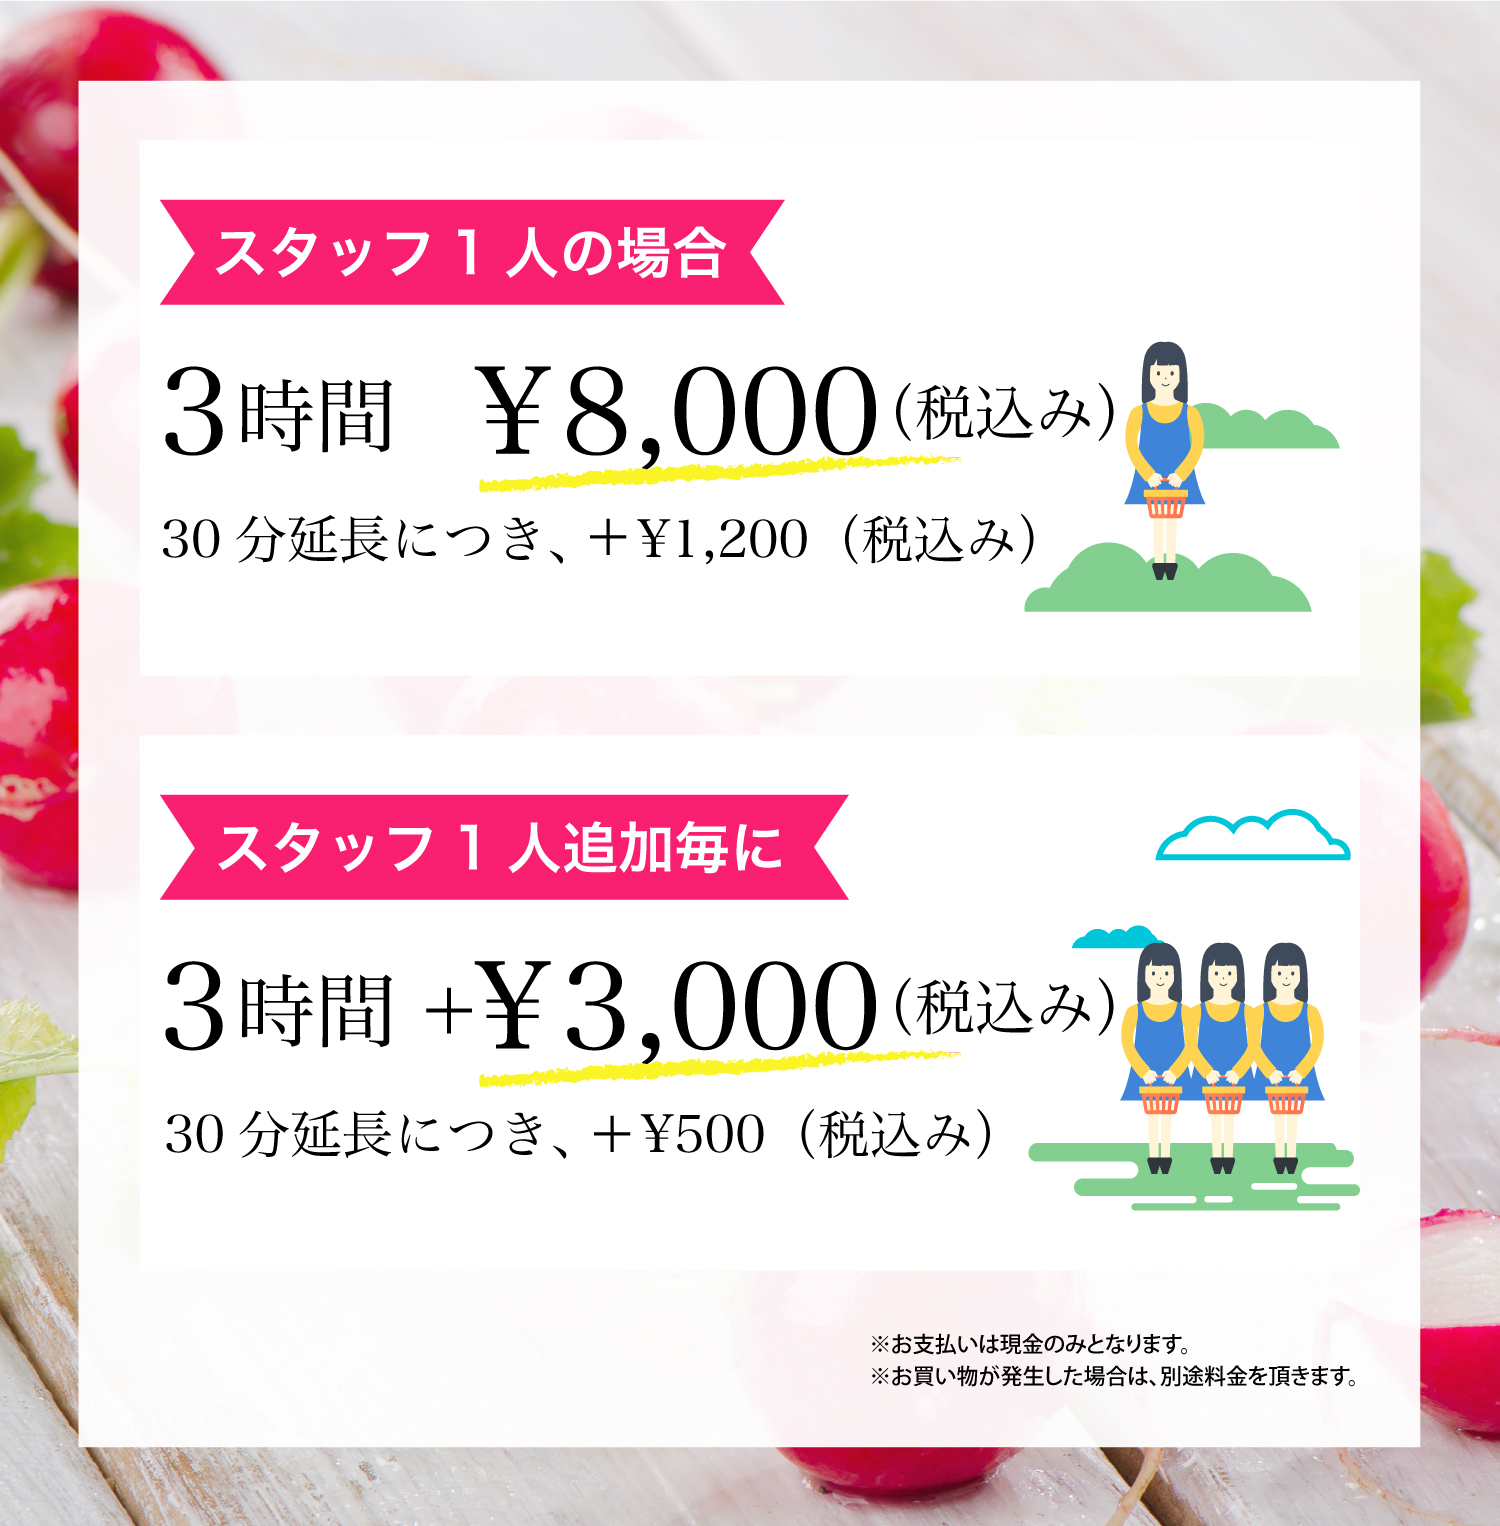 スタッフ1人の場合
3時間 ¥8,000(税込み)
30分延長につき、+¥1,200(税込み)
スタッフ1人追加毎に
3時間 +¥3,000(税込み)
30分延長につき、+¥500(税込み)
※お支払いは現金のみとなります。
※お買い物が発生した場合は、別途料金を頂きます。